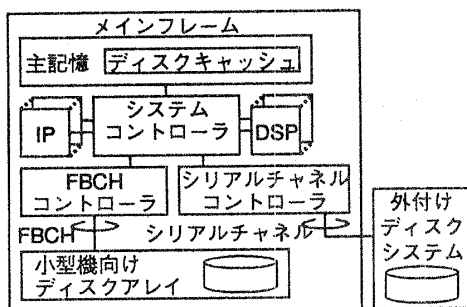 メインフレーム
主記憶 ディスクキャッシュ
システム
コントローラ
IP
DSP
FBCH
コントローラ
シリアルチャネル
コントローラ
FBCH
シリアルチャネル
小型機向け
ディスクアレイ
外付け
ディスク
システム